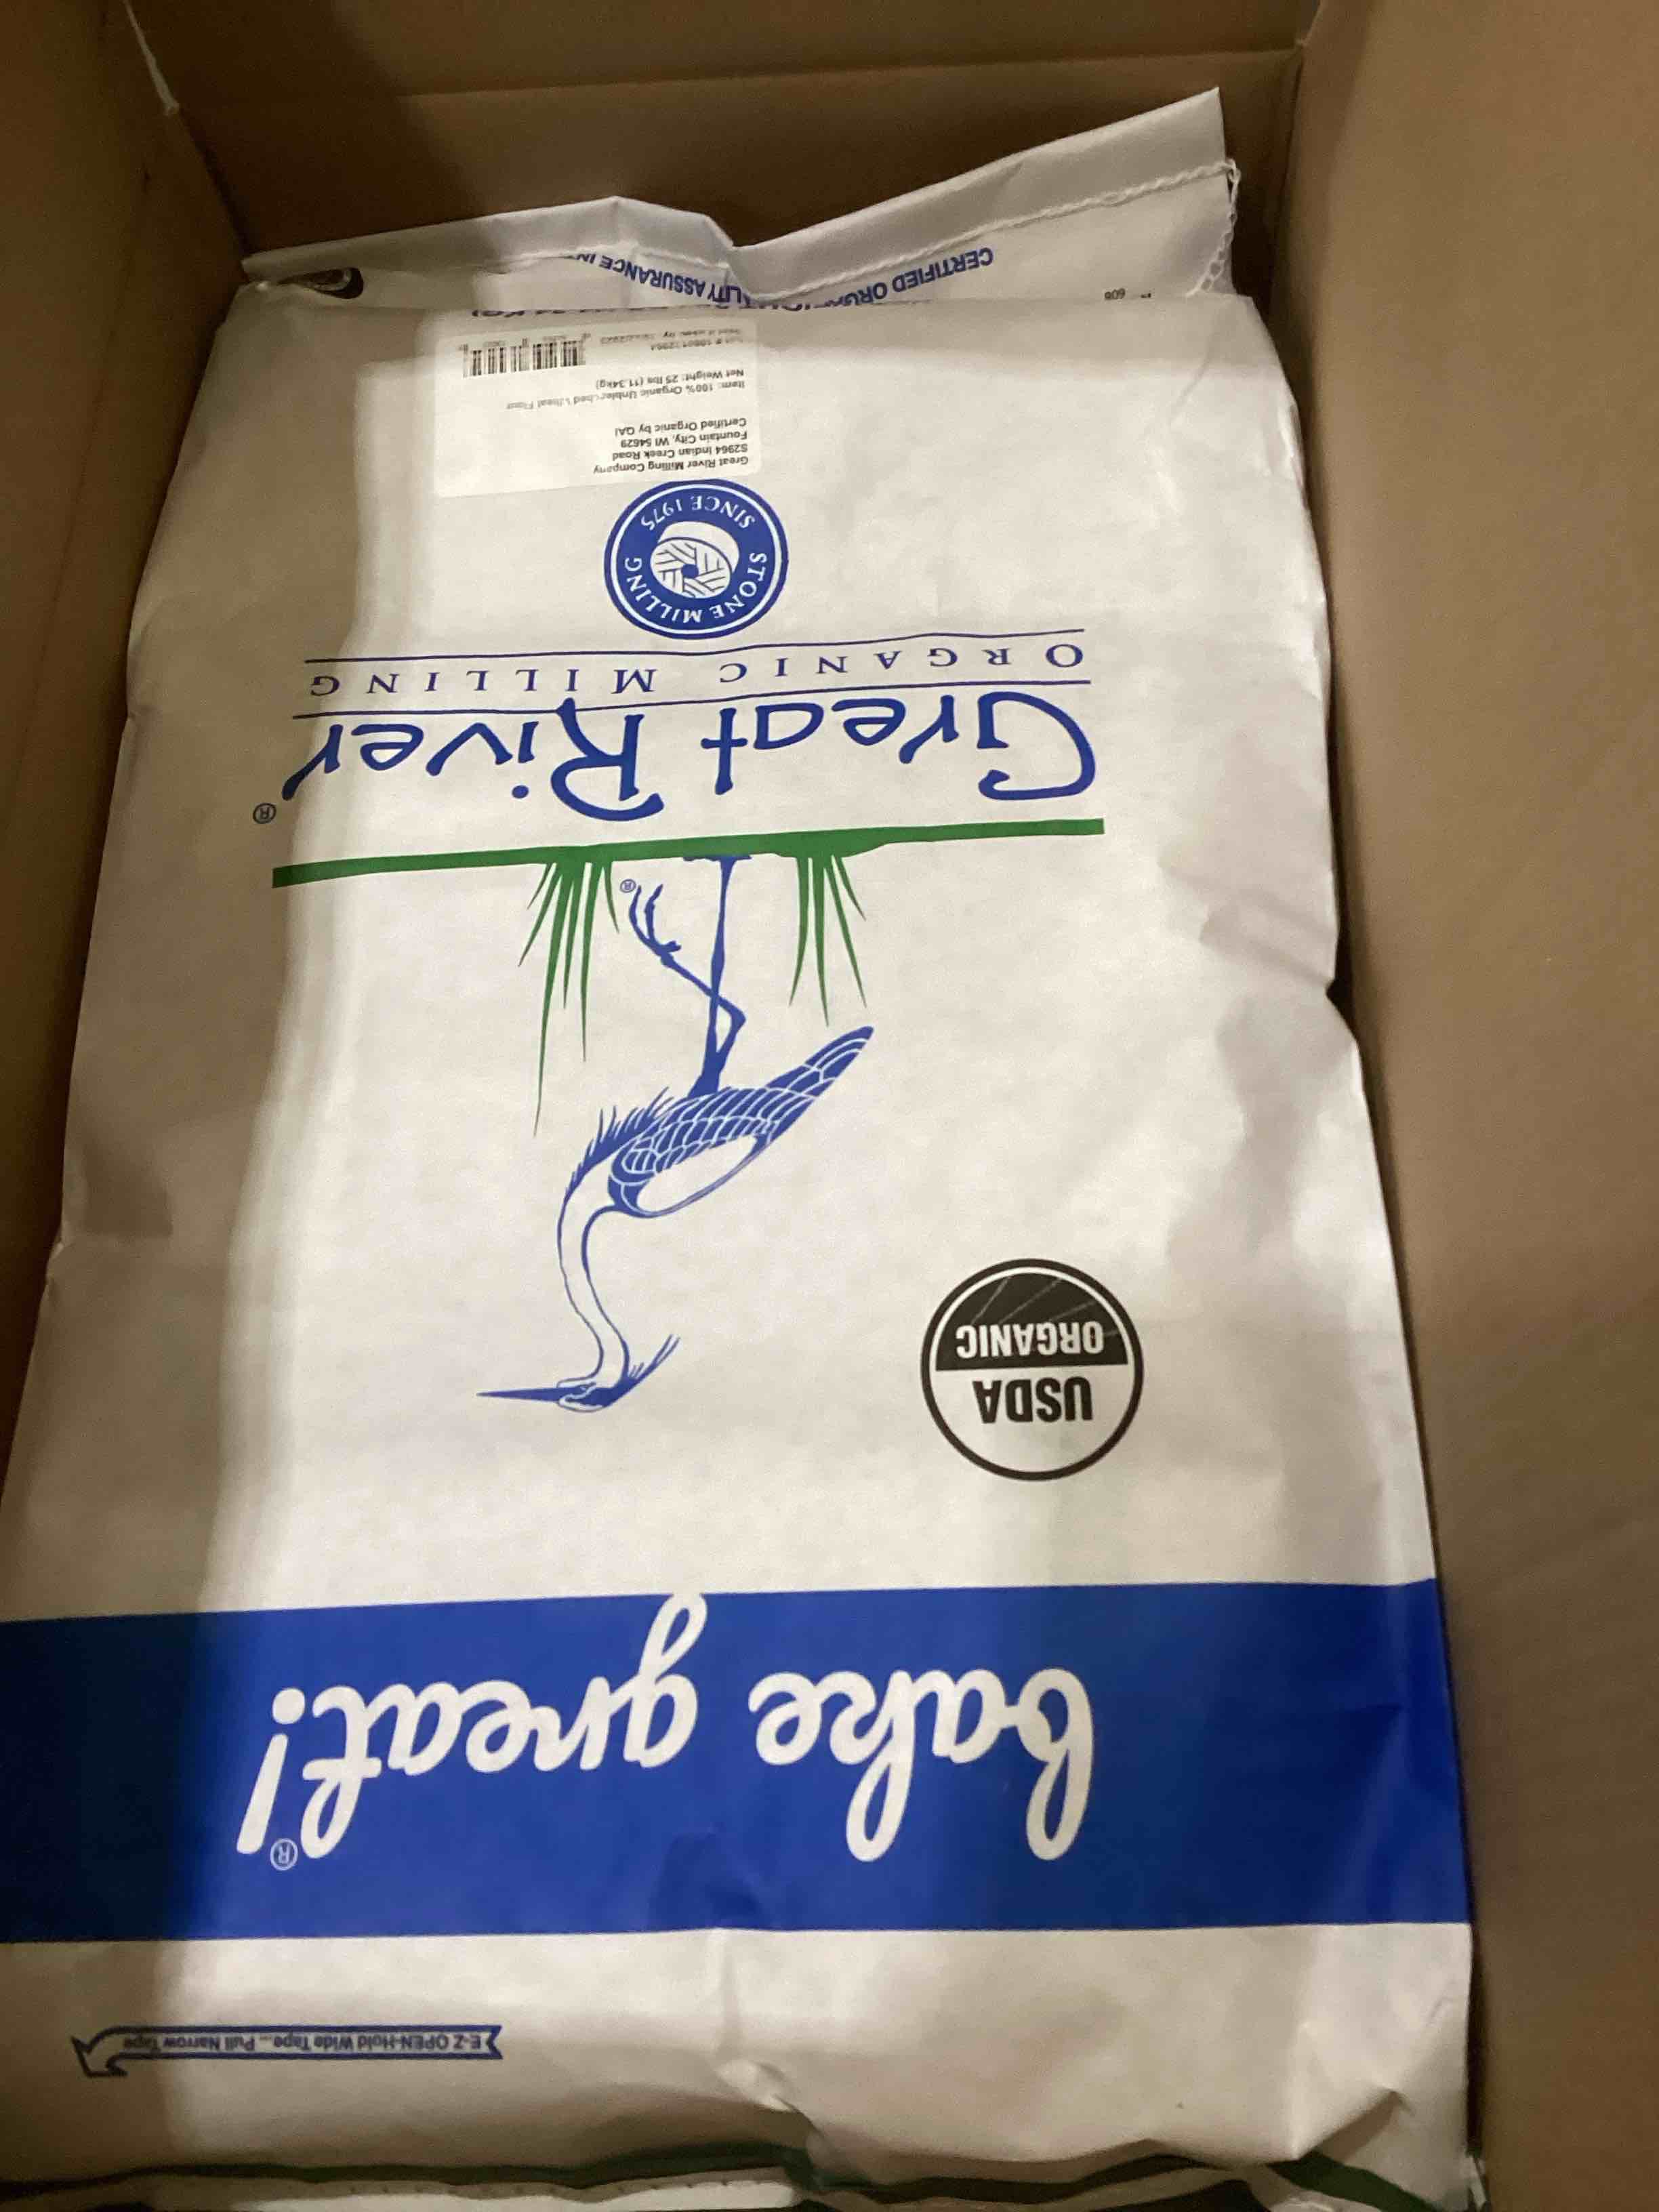 E-Z OPEN-Hold Wide Tape... Pull Narrow Tape
bake great!®
USDA
ORGANIC
®
Great River®
ORGANIC MILLING
STONE MILLING
SINCE 1975
Great River Milling Company
S2964 Indian Creek Road
Fountain City, WI 54629
Certified Organic by QAI
Item: 100% Organic Unbleached Wheat Flour
Net Weight: 25 lbs (11.34kg)
CERTIFIED
ASSURANCE